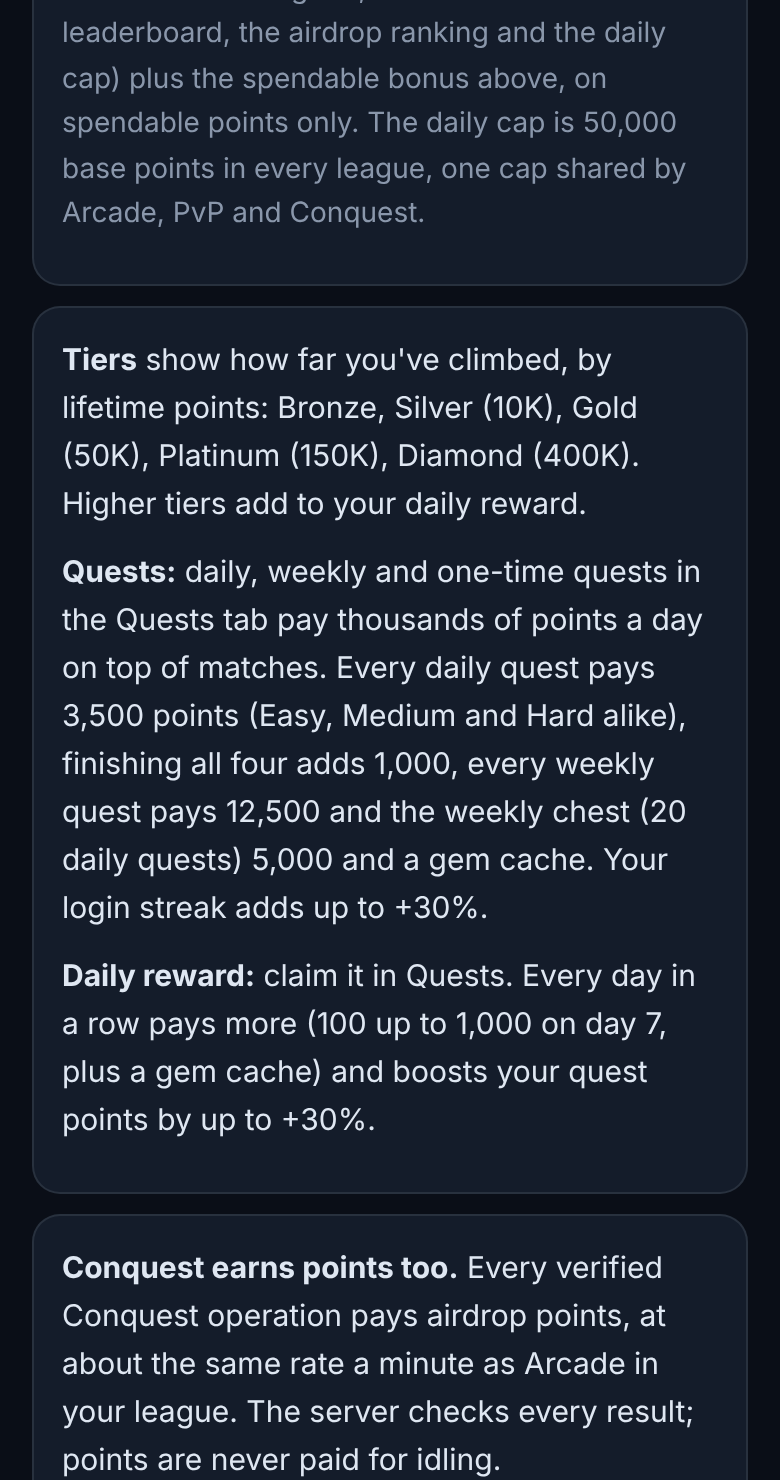 leaderboard, the airdrop ranking and the daily
cap) plus the spendable bonus above, on
spendable points only. The daily cap is 50,000
base points in every league, one cap shared by
Arcade, PvP and Conquest.
Tiers show how far you've climbed, by
lifetime points: Bronze, Silver (10K), Gold
(50K), Platinum (150K), Diamond (400K).
Higher tiers add to your daily reward.
Quests: daily, weekly and one-time quests in
the Quests tab pay thousands of points a day
on top of matches. Every daily quest pays
3,500 points (Easy, Medium and Hard alike),
finishing all four adds 1,000, every weekly
quest pays 12,500 and the weekly chest (20
daily quests) 5,000 and a gem cache. Your
login streak adds up to +30%.
Daily reward: claim it in Quests. Every day in
a row pays more (100 up to 1,000 on day 7,
plus a gem cache) and boosts your quest
points by up to +30%.
Conquest earns points too. Every verified
Conquest operation pays airdrop points, at
about the same rate a minute as Arcade in
your league. The server checks every result;
points are never paid for idling.